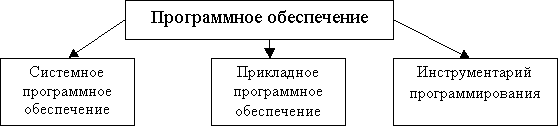 Программное обеспечение
Системное
программное
обеспечение
Прикладное
программное
обеспечение
Инструментарий
программирования